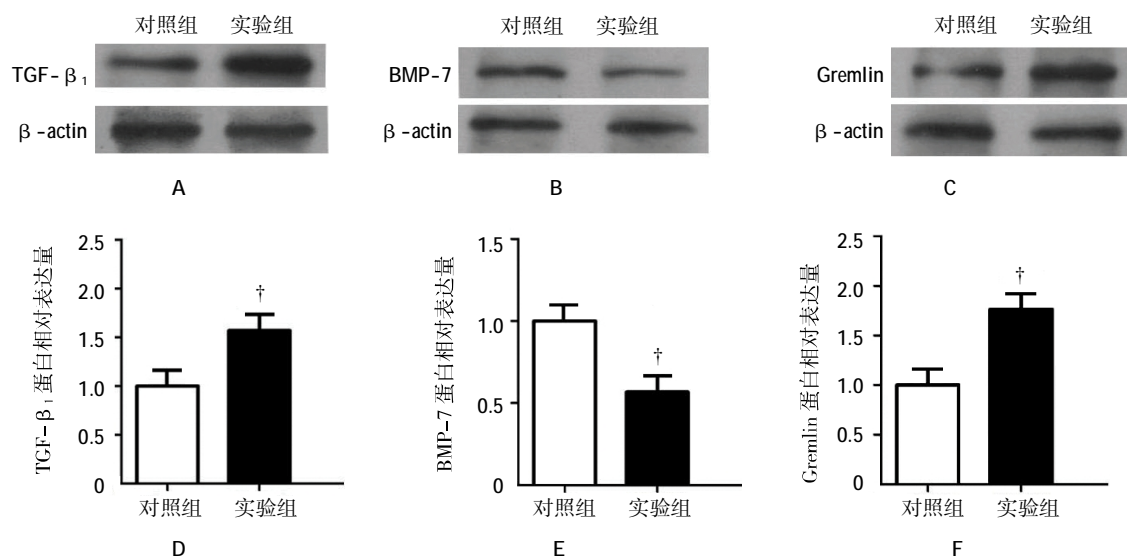 对照组 实验组
TGF-β₁
β-actin
A
对照组 实验组
BMP-7
β-actin
B
对照组 实验组
Gremlin
β-actin
C
TGF-β₁ 蛋白相对表达量
2.5
2.0
1.5
1.0
0.5
0
†
对照组 实验组
D
BMP-7 蛋白相对表达量
1.5
1.0
0.5
0
†
对照组 实验组
E
Gremlin 蛋白相对表达量
2.5
2.0
1.5
1.0
0.5
0
†
对照组 实验组
F